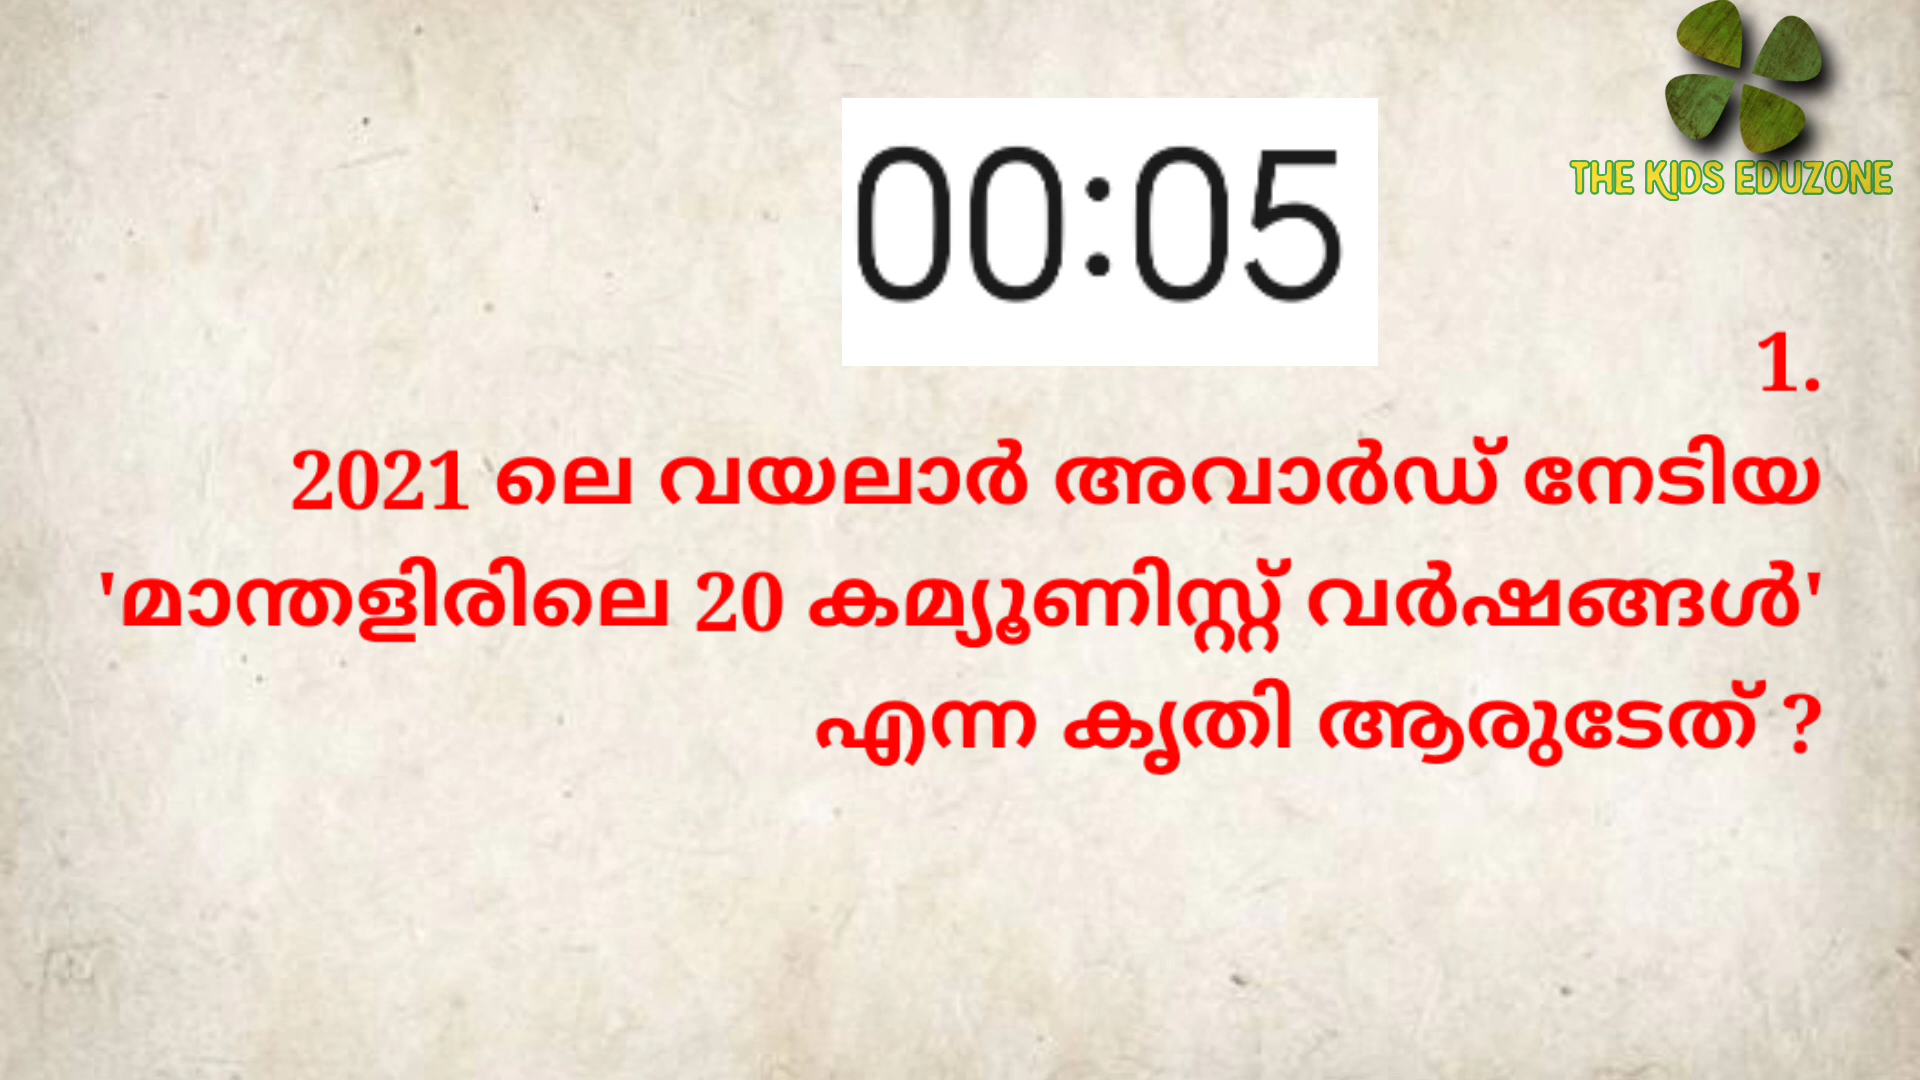 THE KIDS EDUZONE
00:05
1.
2021 ലെ വയലാർ അവാർഡ് നേടിയ
'മാന്തളിരിലെ 20 കമ്യൂണിസ്റ്റ് വർഷങ്ങൾ'
എന്ന കൃതി ആരുടേത് ?